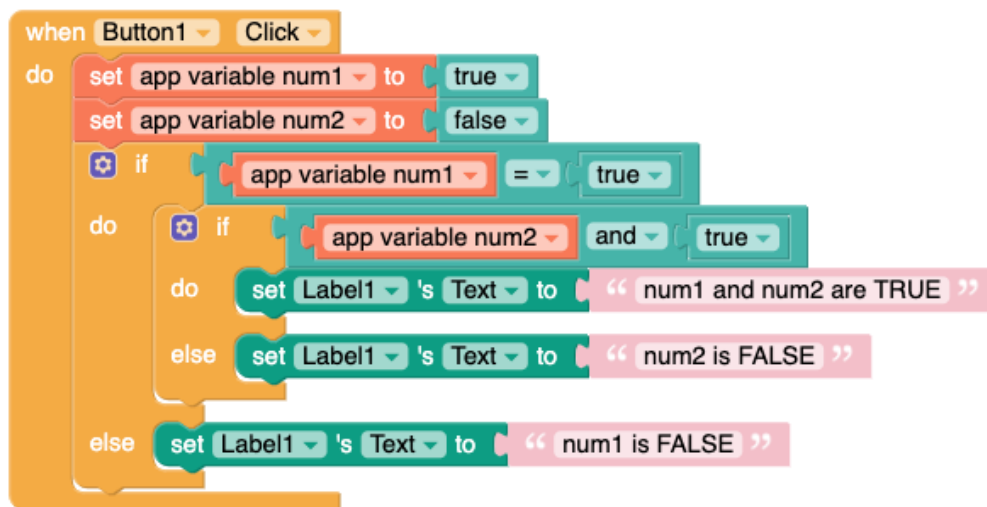 when Button1 Click
do set app variable num1 to true
set app variable num2 to false
if app variable num1 = true
do if app variable num2 and true
do set Label1 's Text to “ num1 and num2 are TRUE ”
else set Label1 's Text to “ num2 is FALSE ”
else set Label1 's Text to “ num1 is FALSE ”